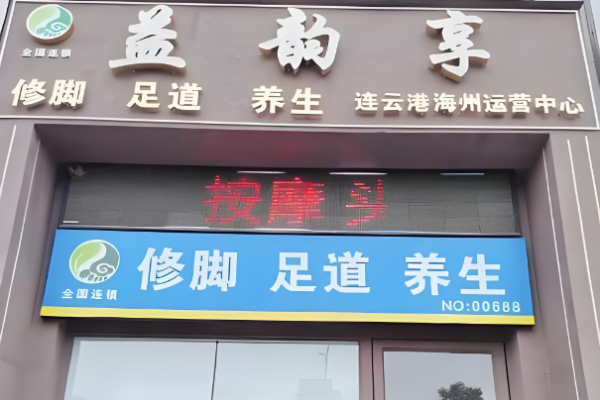 益韵享
全国连锁
修脚 足道 养生 连云港海州运营中心
按摩头
修脚 足道 养生
全国连锁
NO:00688